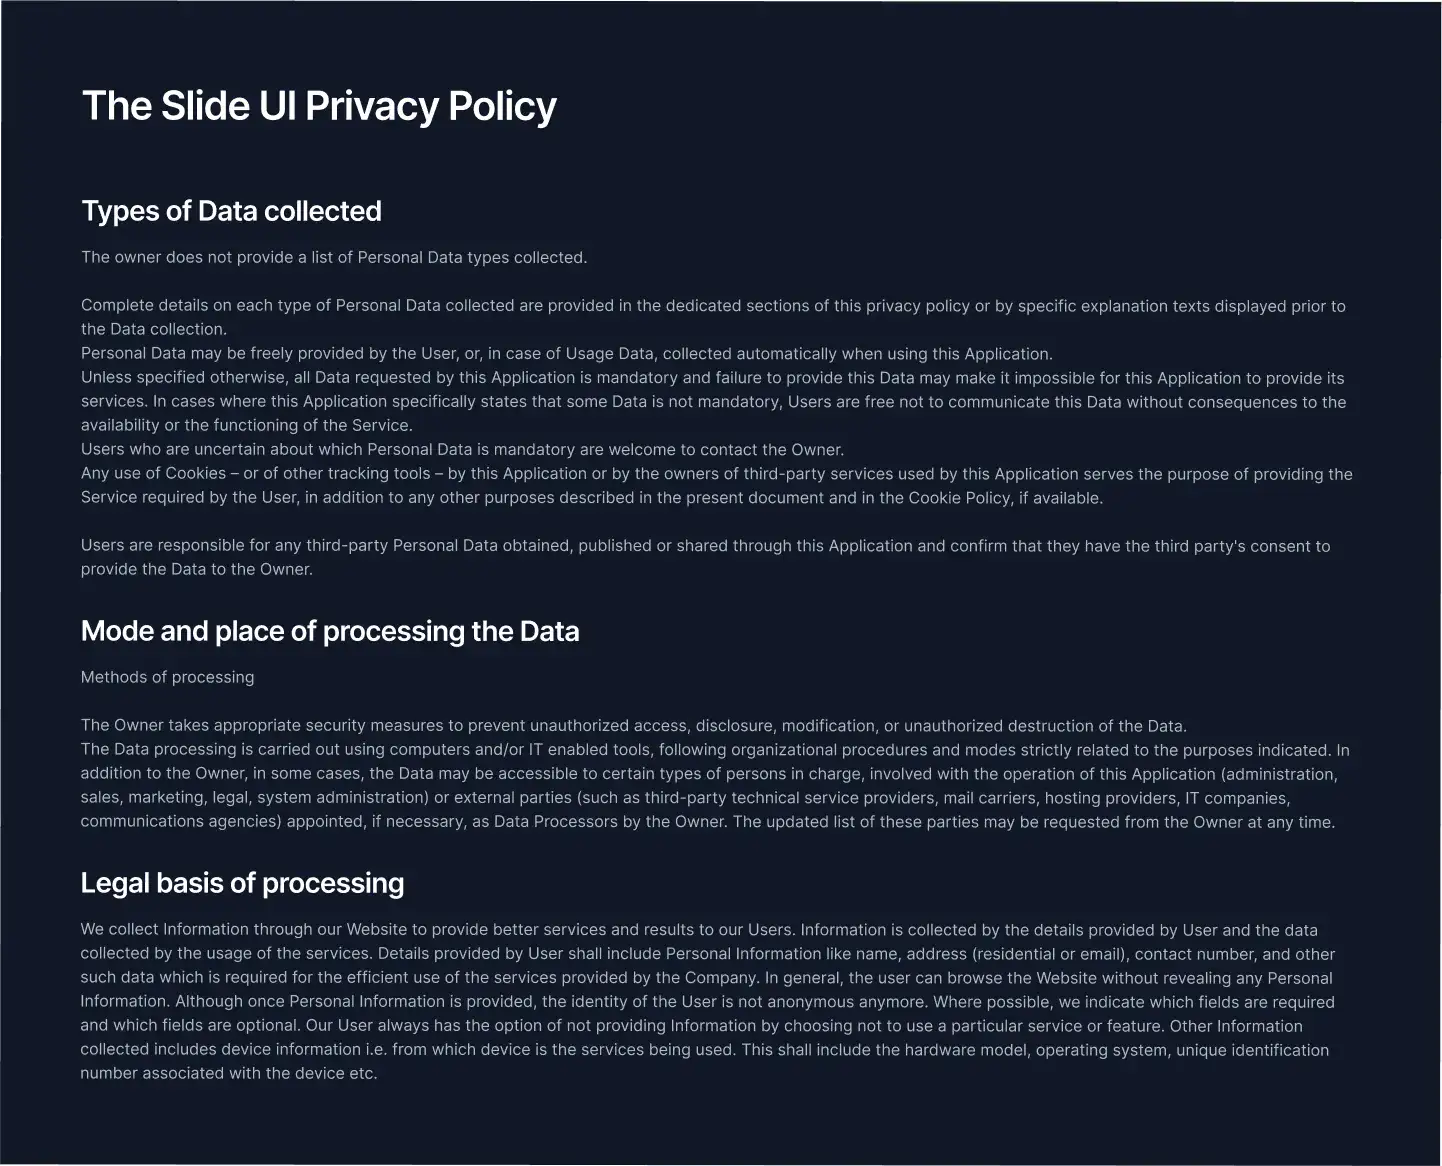 The Slide UI Privacy Policy
Types of Data collected
The owner does not provide a list of Personal Data types collected.
Complete details on each type of Personal Data collected are provided in the dedicated sections of this privacy policy or by specific explanation texts displayed prior to
the Data collection.
Personal Data may be freely provided by the User, or, in case of Usage Data, collected automatically when using this Application.
Unless specified otherwise, all Data requested by this Application is mandatory and failure to provide this Data may make it impossible for this Application to provide its
services. In cases where this Application specifically states that some Data is not mandatory, Users are free not to communicate this Data without consequences to the
availability or the functioning of the Service.
Users who are uncertain about which Personal Data is mandatory are welcome to contact the Owner.
Any use of Cookies – or of other tracking tools – by this Application or by the owners of third-party services used by this Application serves the purpose of providing the
Service required by the User, in addition to any other purposes described in the present document and in the Cookie Policy, if available.
Users are responsible for any third-party Personal Data obtained, published or shared through this Application and confirm that they have the third party's consent to
provide the Data to the Owner.
Mode and place of processing the Data
Methods of processing
The Owner takes appropriate security measures to prevent unauthorized access, disclosure, modification, or unauthorized destruction of the Data.
The Data processing is carried out using computers and/or IT enabled tools, following organizational procedures and modes strictly related to the purposes indicated. In
addition to the Owner, in some cases, the Data may be accessible to certain types of persons in charge, involved with the operation of this Application (administration,
sales, marketing, legal, system administration) or external parties (such as third-party technical service providers, mail carriers, hosting providers, IT companies,
communications agencies) appointed, if necessary, as Data Processors by the Owner. The updated list of these parties may be requested from the Owner at any time.
Legal basis of processing
We collect Information through our Website to provide better services and results to our Users. Information is collected by the details provided by User and the data
collected by the usage of the services. Details provided by User shall include Personal Information like name, address (residential or email), contact number, and other
such data which is required for the efficient use of the services provided by the Company. In general, the user can browse the Website without revealing any Personal
Information. Although once Personal Information is provided, the identity of the User is not anonymous anymore. Where possible, we indicate which fields are required
and which fields are optional. Our User always has the option of not providing Information by choosing not to use a particular service or feature. Other Information
collected includes device information i.e. from which device is the services being used. This shall include the hardware model, operating system, unique identification
number associated with the device etc.